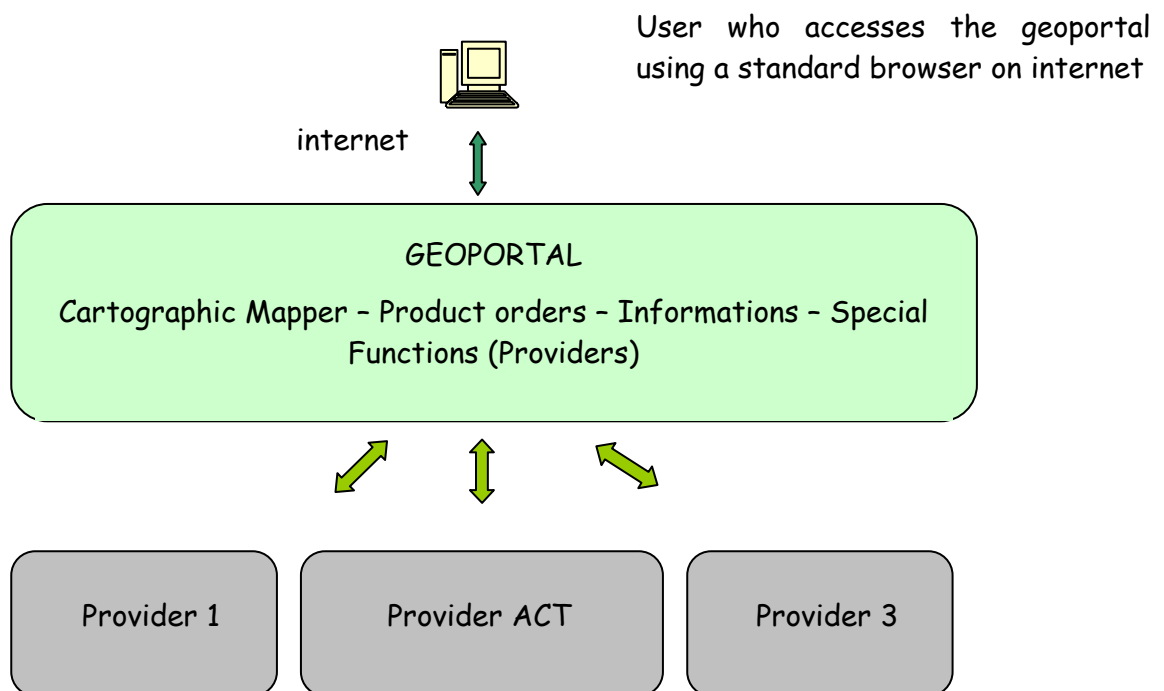 User who accesses the geoportal
using a standard browser on internet
internet
GEOPORTAL
Cartographic Mapper – Product orders – Informations – Special
Functions (Providers)
Provider 1
Provider ACT
Provider 3